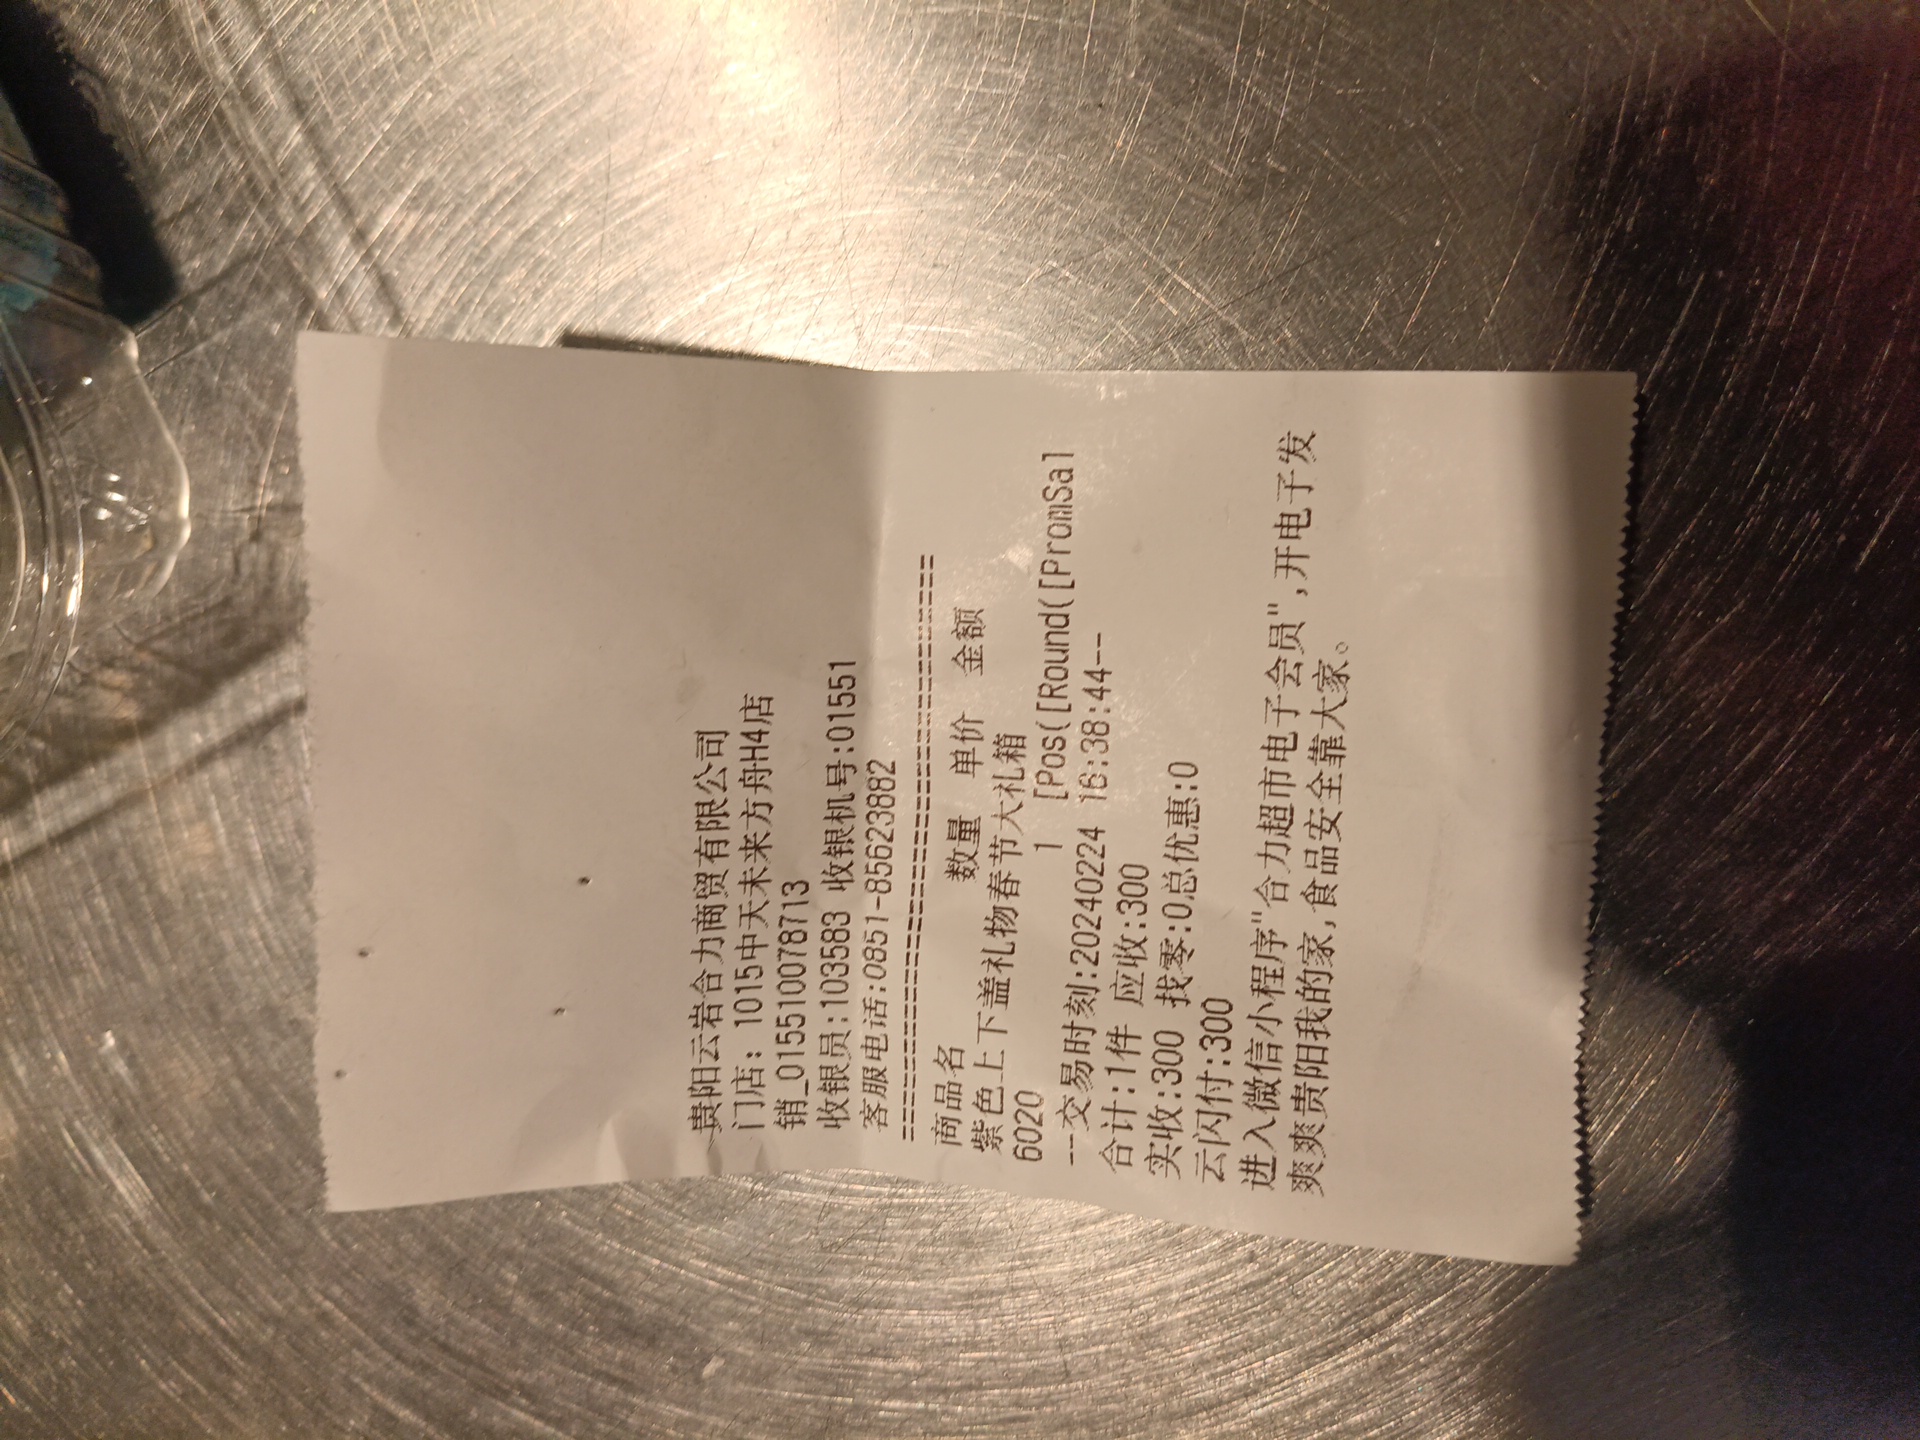 贵阳云岩合力商贸有限公司
门店: 1015中天未来方舟H4店
销_015510078713
收银员:103583 收银机号:01551
客服电话:0851-85623882
================================
商品名 数量 单价 金额
紫色上下盖礼物春节大礼箱
6020 1 [Pos([Round([PromSal
--交易时刻:20240224 16:38:44--
合计:1件 应收:300
实收:300 找零:0总优惠:0
云闪付:300
进入微信小程序"合力超市电子会员",开电子发
爽爽贵阳我的家,食品安全靠大家。